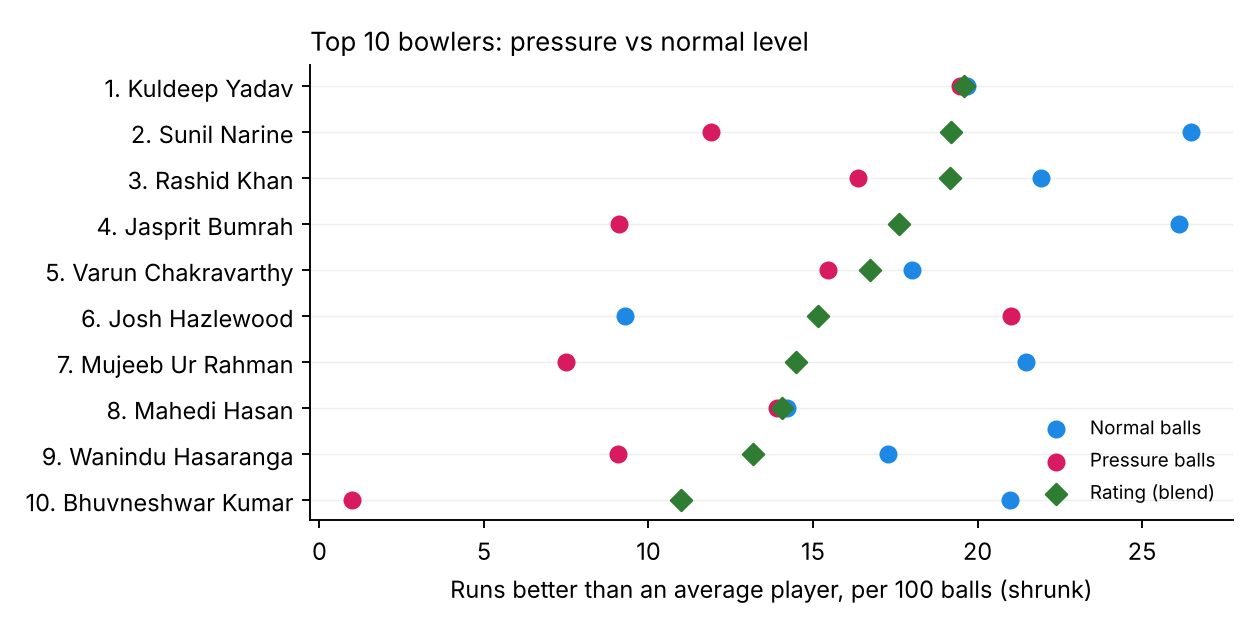 Top 10 bowlers: pressure vs normal level
1. Kuldeep Yadav
2. Sunil Narine
3. Rashid Khan
4. Jasprit Bumrah
5. Varun Chakravarthy
6. Josh Hazlewood
7. Mujeeb Ur Rahman
8. Mahedi Hasan
9. Wanindu Hasaranga
10. Bhuvneshwar Kumar
Normal balls
Pressure balls
Rating (blend)
0 5 10 15 20 25
Runs better than an average player, per 100 balls (shrunk)